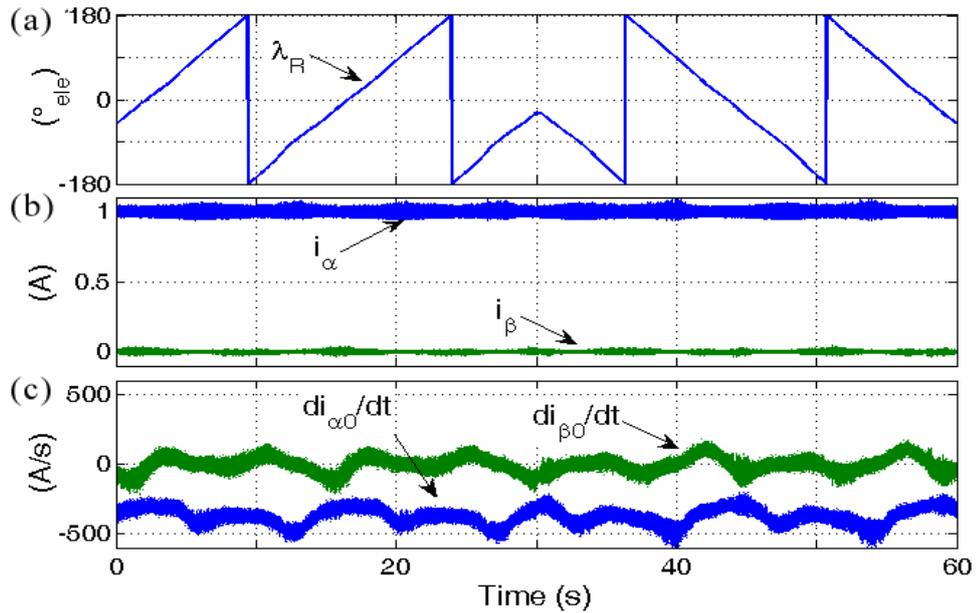 (a)
180
λR
0
(°ele)
-180
(b)
1
iα
(A)
0.5
iβ
0
(c)
500
diα0/dt
diβ0/dt
(A/s)
0
-500
0 20 40 60
Time (s)